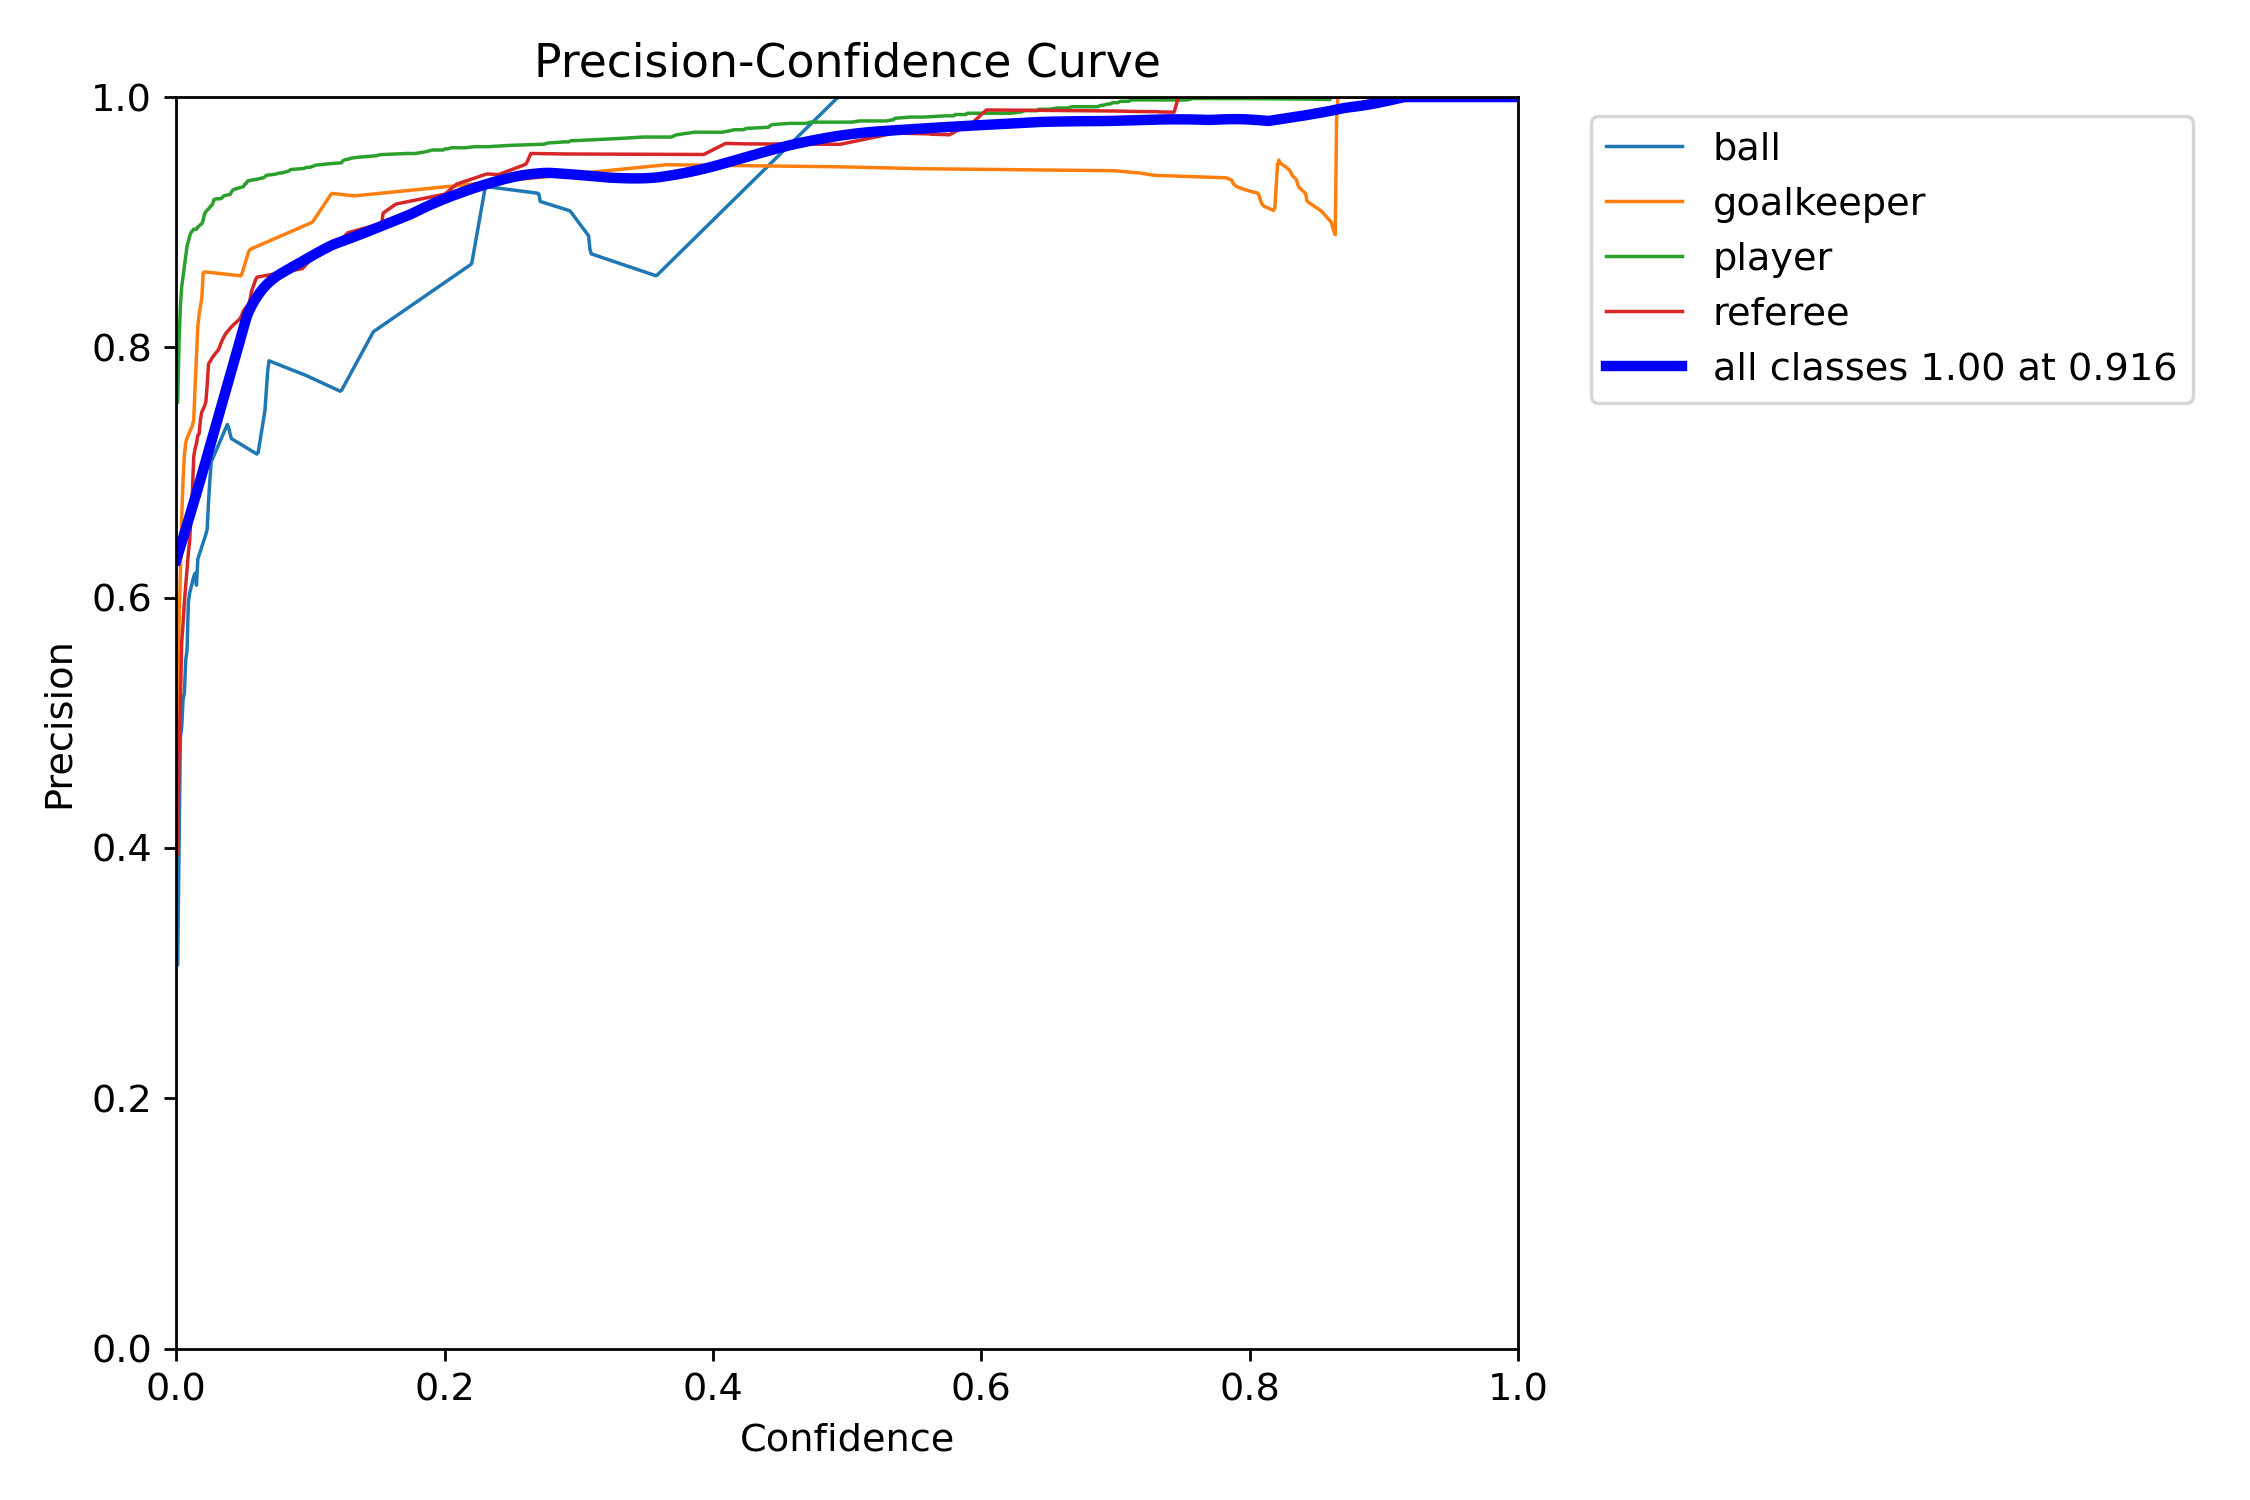 Precision-Confidence Curve
1.0
0.8
0.6
0.4
0.2
0.0
Precision
0.0 0.2 0.4 0.6 0.8 1.0
Confidence
ball
goalkeeper
player
referee
all classes 1.00 at 0.916